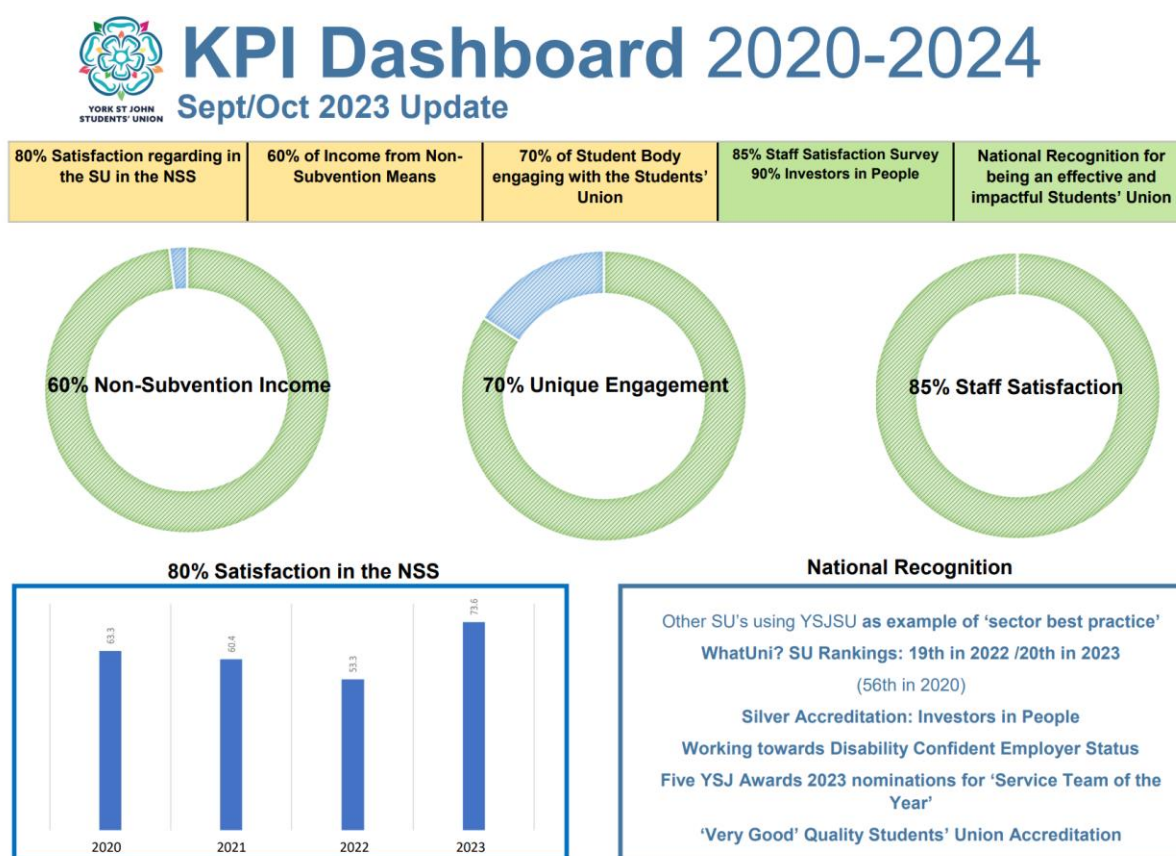 KPI Dashboard 2020-2024
YORK ST JOHN
STUDENTS' UNION
Sept/Oct 2023 Update
80% Satisfaction regarding in
the SU in the NSS
60% of Income from Non-
Subvention Means
70% of Student Body
engaging with the Students'
Union
85% Staff Satisfaction Survey
90% Investors in People
National Recognition for
being an effective and
impactful Students' Union
60% Non-Subvention Income
70% Unique Engagement
85% Staff Satisfaction
80% Satisfaction in the NSS
63.3
60.4
53.3
73.6
2020
2021
2022
2023
National Recognition
Other SU's using YSJSU as example of 'sector best practice'
WhatUni? SU Rankings: 19th in 2022 /20th in 2023
(56th in 2020)
Silver Accreditation: Investors in People
Working towards Disability Confident Employer Status
Five YSJ Awards 2023 nominations for 'Service Team of the
Year'
'Very Good' Quality Students' Union Accreditation